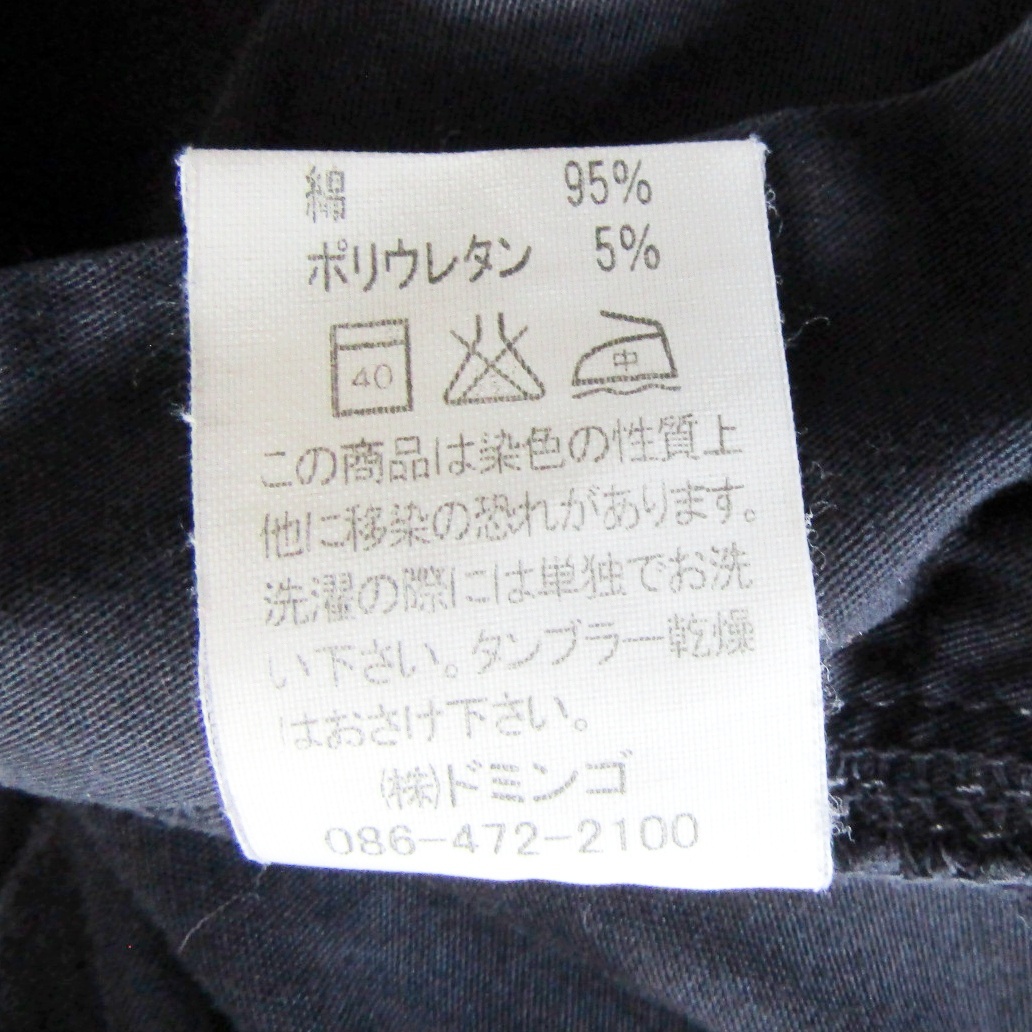 綿 95%
ポリウレタン 5%
40 中
この商品は染色の性質上
他に移染の恐れがあります。
洗濯の際には単独でお洗
い下さい。タンブラー乾燥
はおさけ下さい。
(株)ドミンゴ
086-472-2100